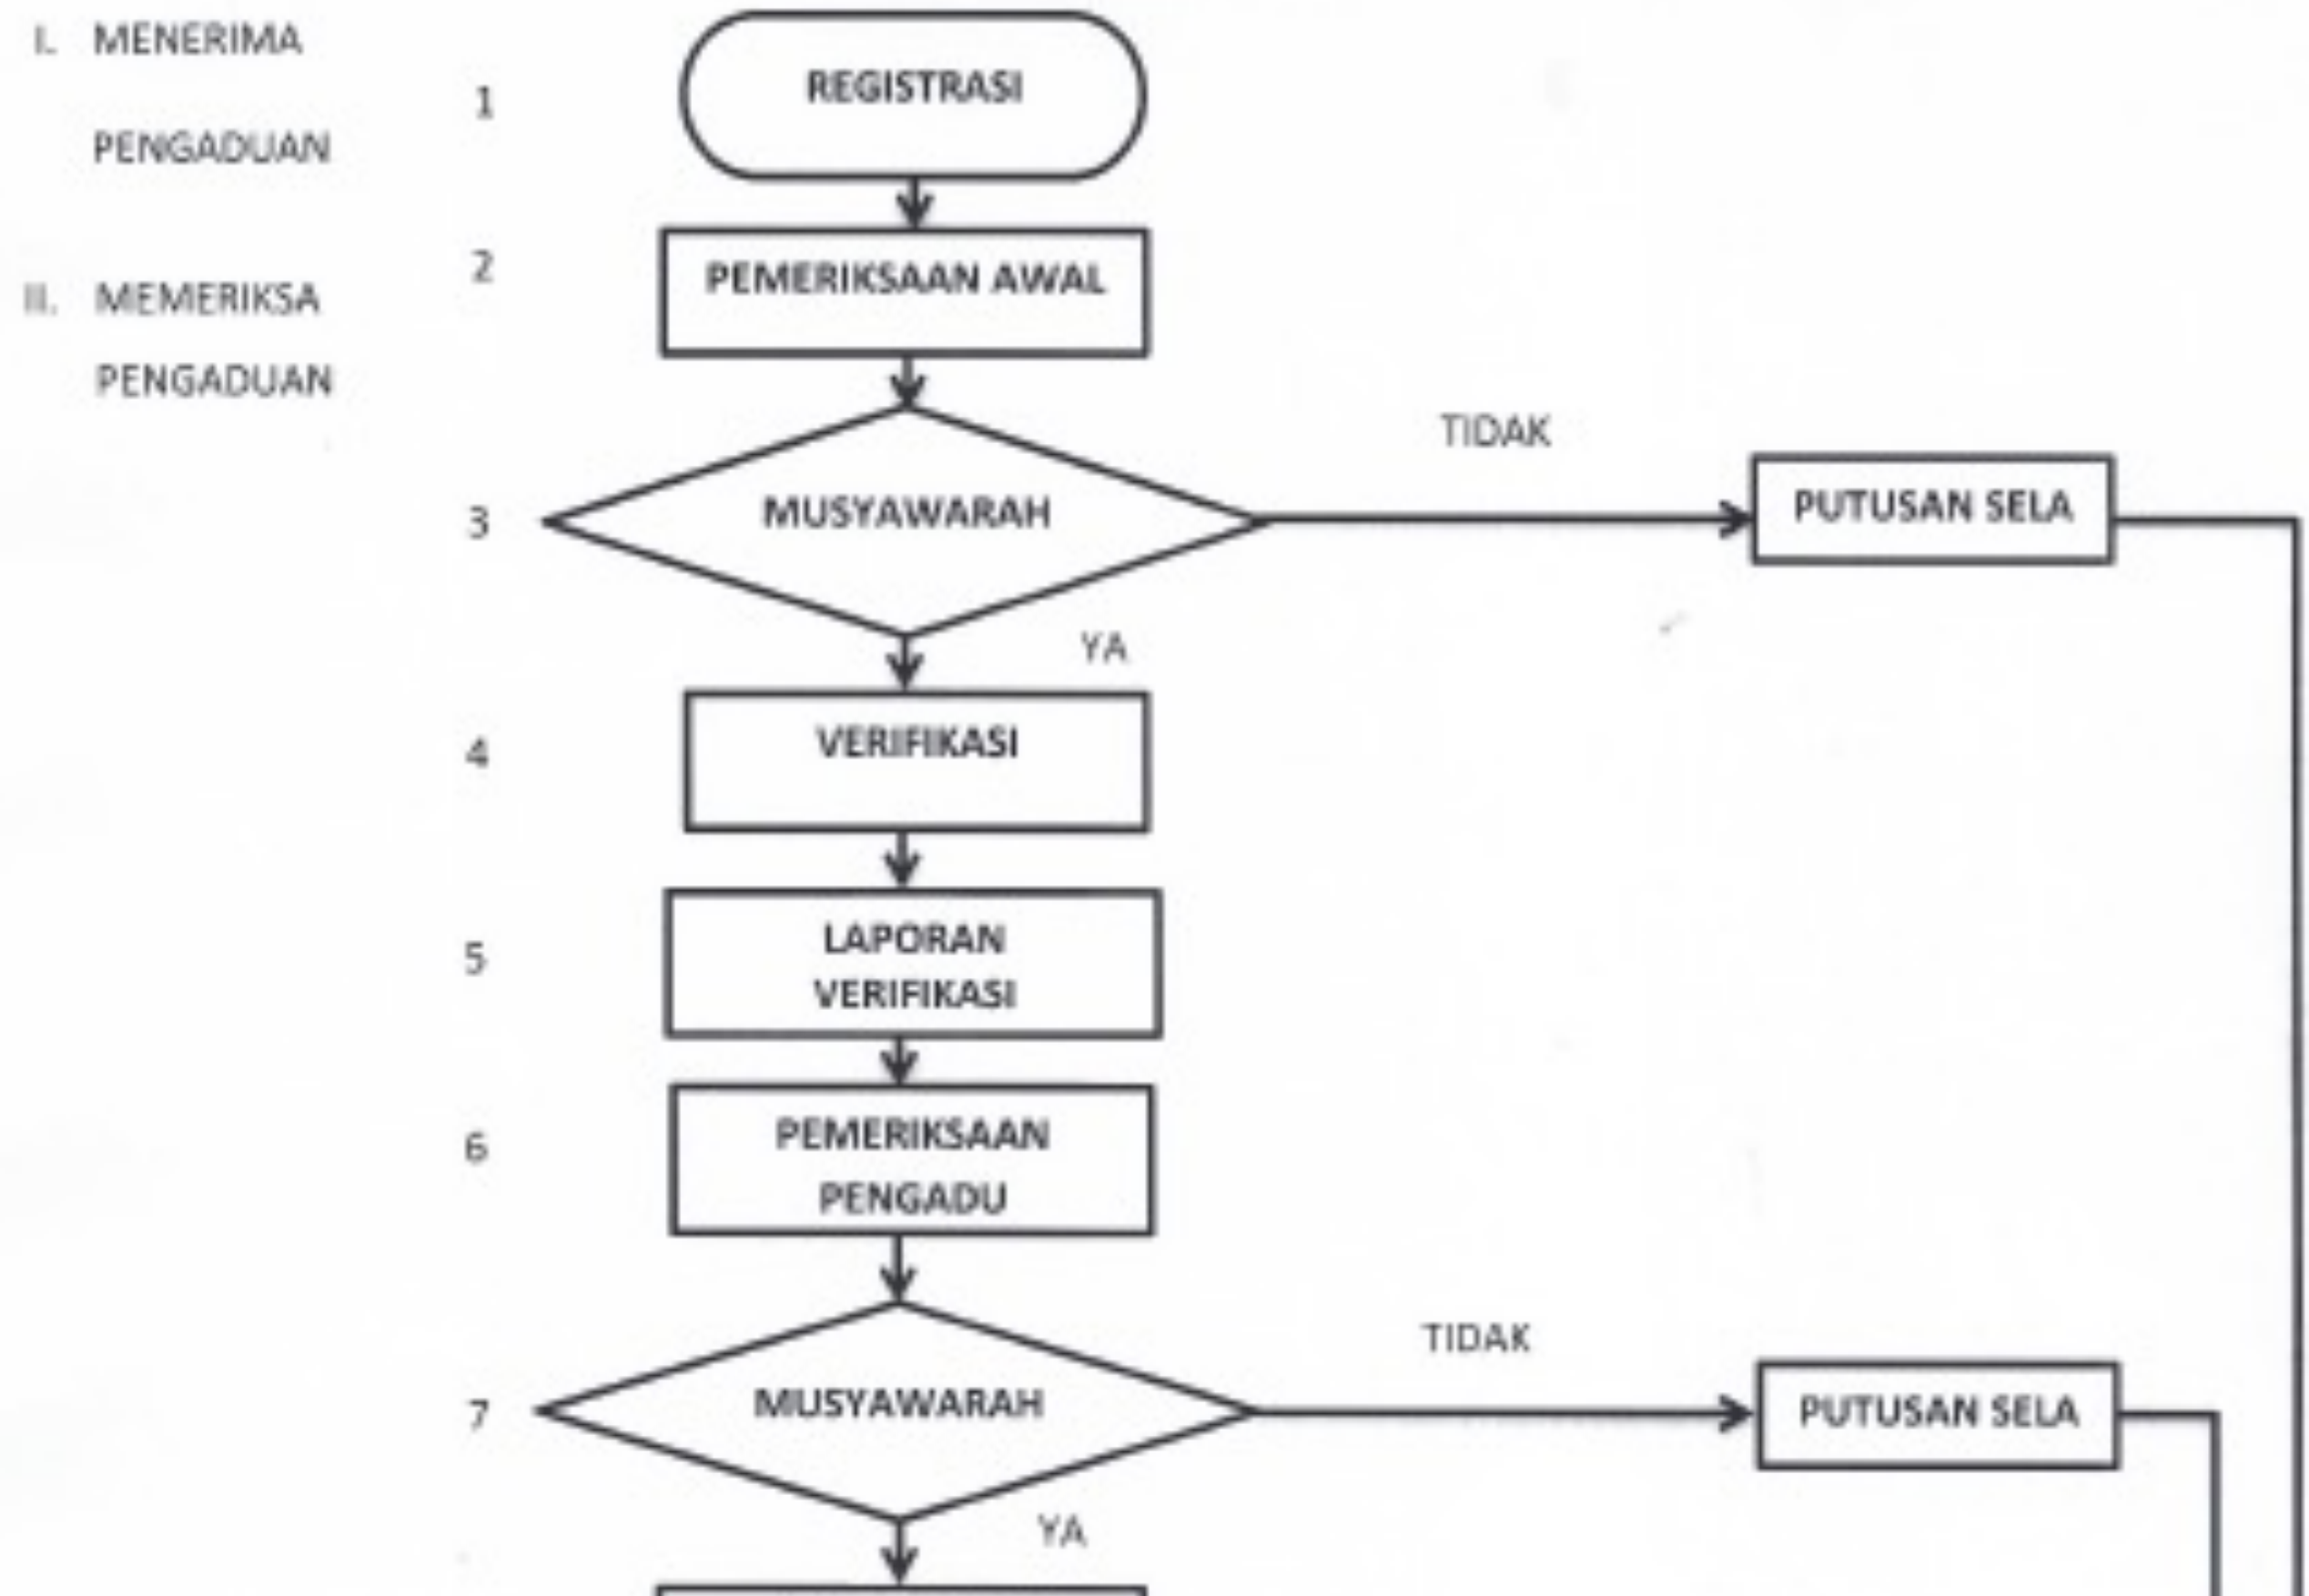 I. MENERIMA
PENGADUAN
1
REGISTRASI
2
PEMERIKSAAN AWAL
II. MEMERIKSA
PENGADUAN
3
MUSYAWARAH
TIDAK
PUTUSAN SELA
YA
4
VERIFIKASI
5
LAPORAN
VERIFIKASI
6
PEMERIKSAAN
PENGADU
7
MUSYAWARAH
TIDAK
PUTUSAN SELA
YA